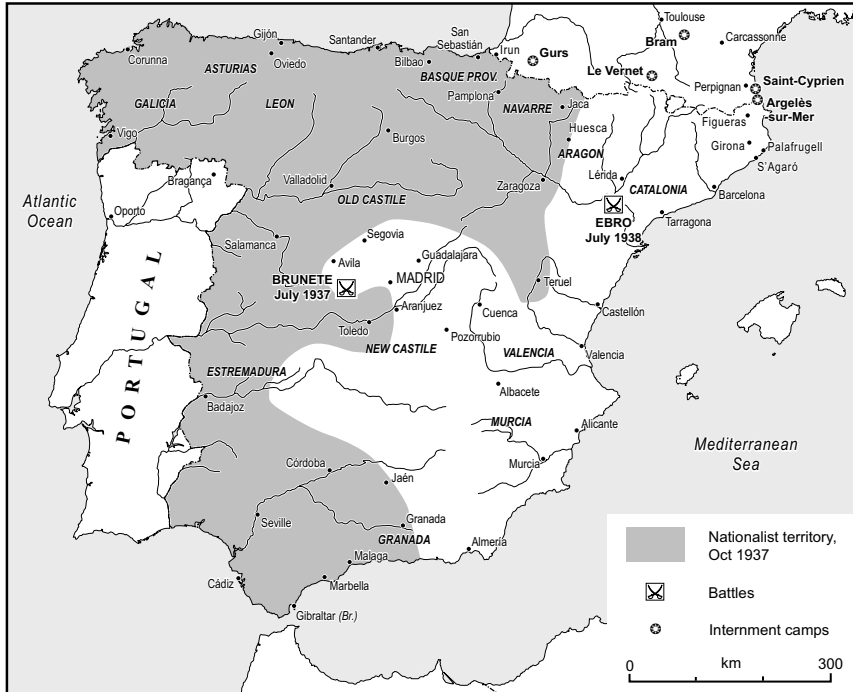 Toulouse
Gijón
Santander
San
Sebastián
Irun
Gurs
Bram
Carcassonne
Corunna
ASTURIAS
Oviedo
Bilbao
BASQUE PROV.
Le Vernet
Pamplona
Perpignan
Saint-Cyprien
GALICIA
LEON
NAVARRE
Jaca
Argelès
-sur-Mer
Figueras
Vigo
Burgos
Huesca
Girona
Palafrugell
ARAGON
S'Agaró
Bragança
Valladolid
Zaragoza
Lérida
CATALONIA
Barcelona
Atlantic
Ocean
Oporto
OLD CASTILE
EBRO
July 1938
Tarragona
Salamanca
Segovia
Avila
Guadalajara
BRUNETE
July 1937
MADRID
Teruel
Aranjuez
Cuenca
Castellón
Toledo
NEW CASTILE
Pozorrubio
PORTUGAL
VALENCIA
Valencia
ESTREMADURA
Badajoz
Albacete
MURCIA
Alicante
Mediterranean
Sea
Córdoba
Jaén
Murcia
Seville
Granada
GRANADA
Almería
Malaga
Cádiz
Marbella
Gibraltar (Br.)
Nationalist territory,
Oct 1937
Battles
Internment camps
0 km 300